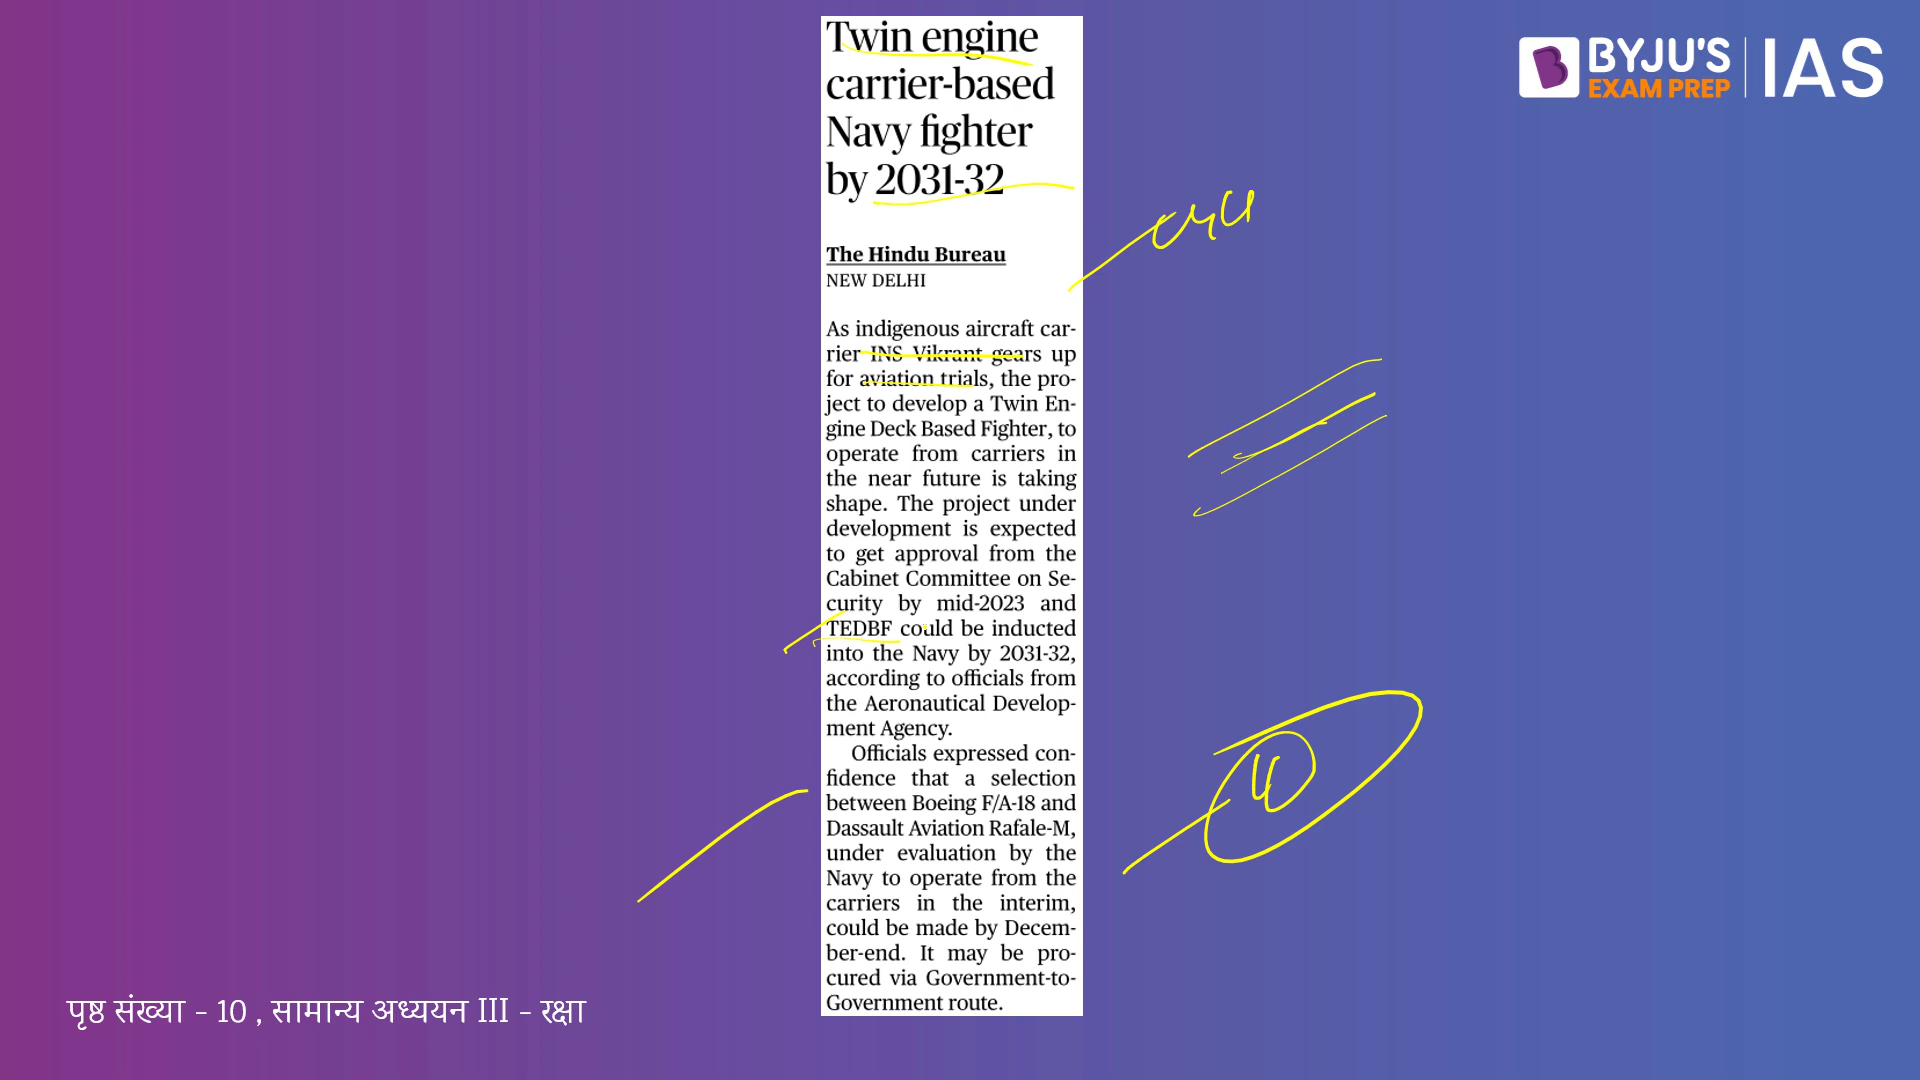 Twin engine
carrier-based
Navy fighter
by 2031-32
The Hindu Bureau
NEW DELHI
As indigenous aircraft car-
rier INS Vikrant gears up
for aviation trials, the pro-
ject to develop a Twin En-
gine Deck Based Fighter, to
operate from carriers in
the near future is taking
shape. The project under
development is expected
to get approval from the
Cabinet Committee on Se-
curity by mid-2023 and
TEDBF could be inducted
into the Navy by 2031-32,
according to officials from
the Aeronautical Develop-
ment Agency.
Officials expressed con-
fidence that a selection
between Boeing F/A-18 and
Dassault Aviation Rafale-M,
under evaluation by the
Navy to operate from the
carriers in the interim,
could be made by Decem-
ber-end. It may be pro-
cured via Government-to-
Government route.
BYJU'S
EXAM PREP
IAS
पृष्ठ संख्या - 10 , सामान्य अध्ययन III - रक्षा